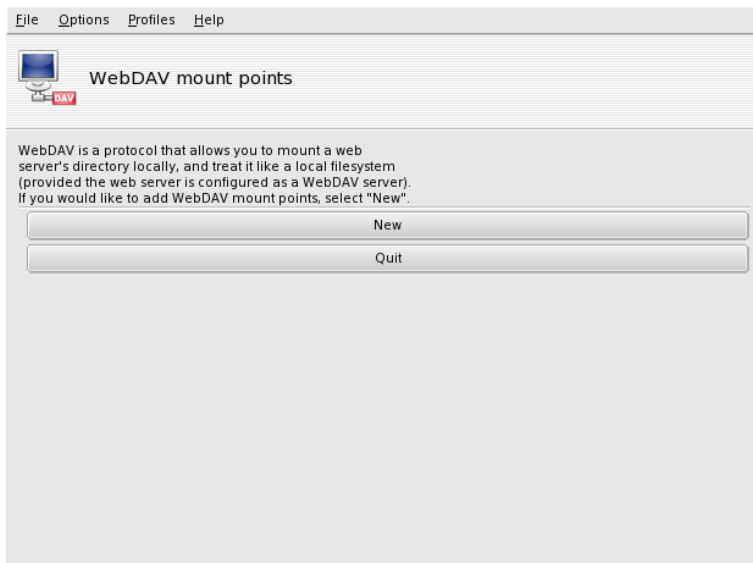 File Options Profiles Help
WebDAV mount points
DAV
WebDAV is a protocol that allows you to mount a web
server's directory locally, and treat it like a local filesystem
(provided the web server is configured as a WebDAV server).
If you would like to add WebDAV mount points, select "New".
New
Quit